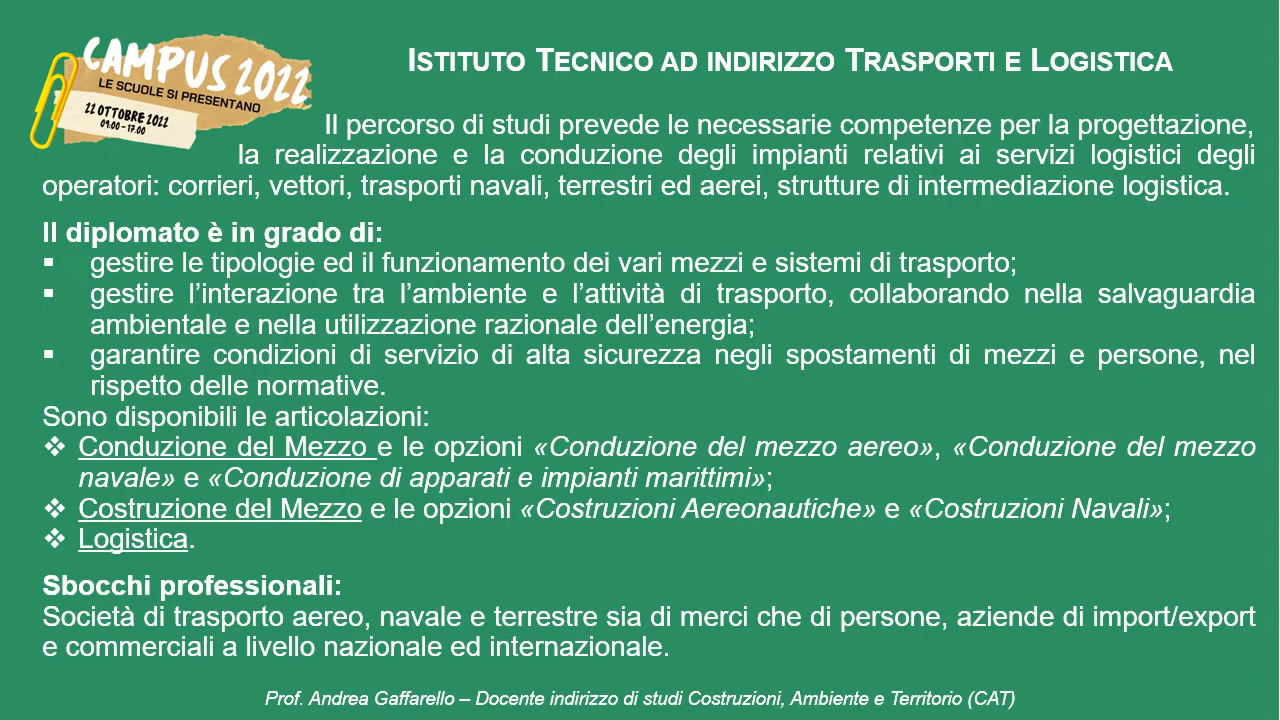 CAMPUS 2022
LE SCUOLE SI PRESENTANO
22 OTTOBRE 2022
09.00 - 17.00
ISTITUTO TECNICO AD INDIRIZZO TRASPORTI E LOGISTICA
Il percorso di studi prevede le necessarie competenze per la progettazione,
la realizzazione e la conduzione degli impianti relativi ai servizi logistici degli
operatori: corrieri, vettori, trasporti navali, terrestri ed aerei, strutture di intermediazione logistica.
Il diplomato è in grado di:
▪ gestire le tipologie ed il funzionamento dei vari mezzi e sistemi di trasporto;
▪ gestire l’interazione tra l’ambiente e l’attività di trasporto, collaborando nella salvaguardia
ambientale e nella utilizzazione razionale dell’energia;
▪ garantire condizioni di servizio di alta sicurezza negli spostamenti di mezzi e persone, nel
rispetto delle normative.
Sono disponibili le articolazioni:
❖ Conduzione del Mezzo e le opzioni «Conduzione del mezzo aereo», «Conduzione del mezzo
navale» e «Conduzione di apparati e impianti marittimi»;
❖ Costruzione del Mezzo e le opzioni «Costruzioni Aereonautiche» e «Costruzioni Navali»;
❖ Logistica.
Sbocchi professionali:
Società di trasporto aereo, navale e terrestre sia di merci che di persone, aziende di import/export
e commerciali a livello nazionale ed internazionale.
Prof. Andrea Gaffarello – Docente indirizzo di studi Costruzioni, Ambiente e Territorio (CAT)